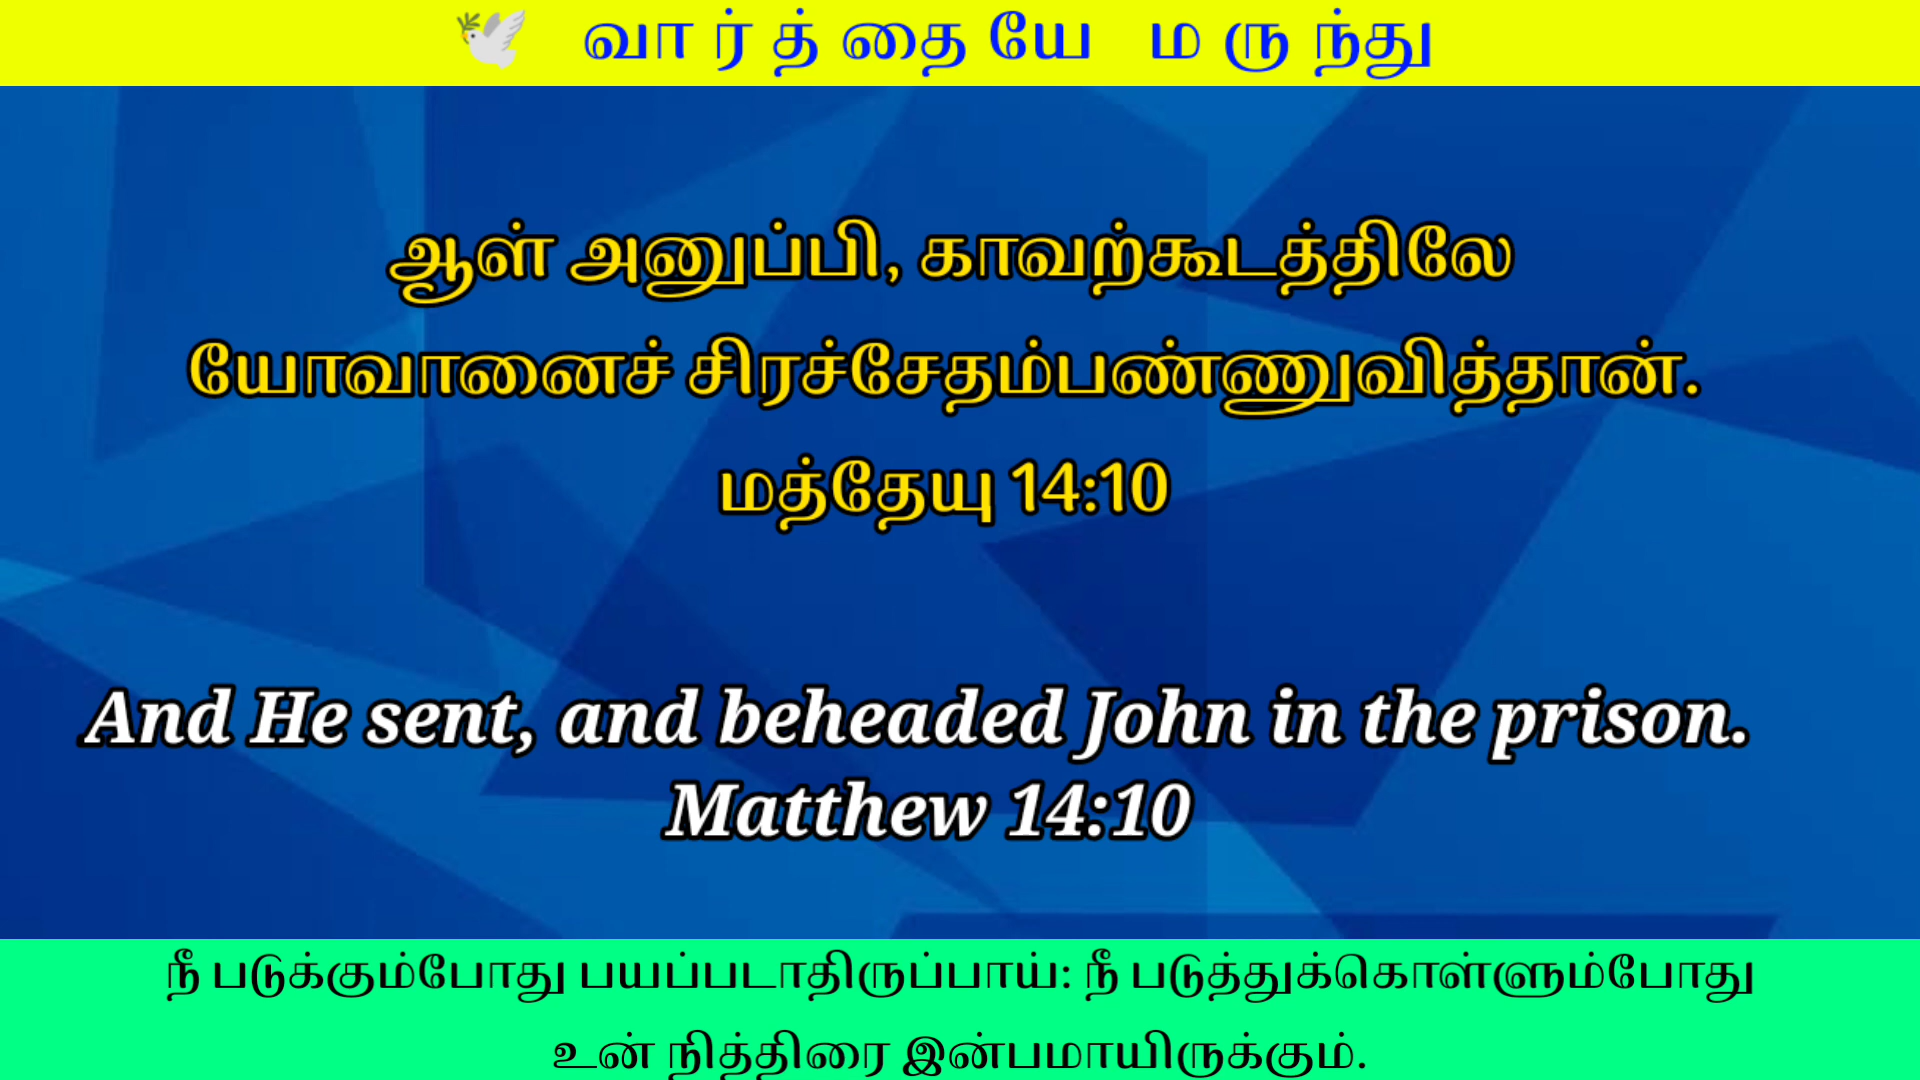 🕊 வார்த்தையே மருந்து
ஆள் அனுப்பி, காவற்கூடத்திலே
யோவானைச் சிரச்சேதம்பண்ணுவித்தான்.
மத்தேயு 14:10
And He sent, and beheaded John in the prison.
Matthew 14:10
நீ படுக்கும்போது பயப்படாதிருப்பாய்: நீ படுத்துக்கொள்ளும்போது
உன் நித்திரை இன்பமாயிருக்கும்.